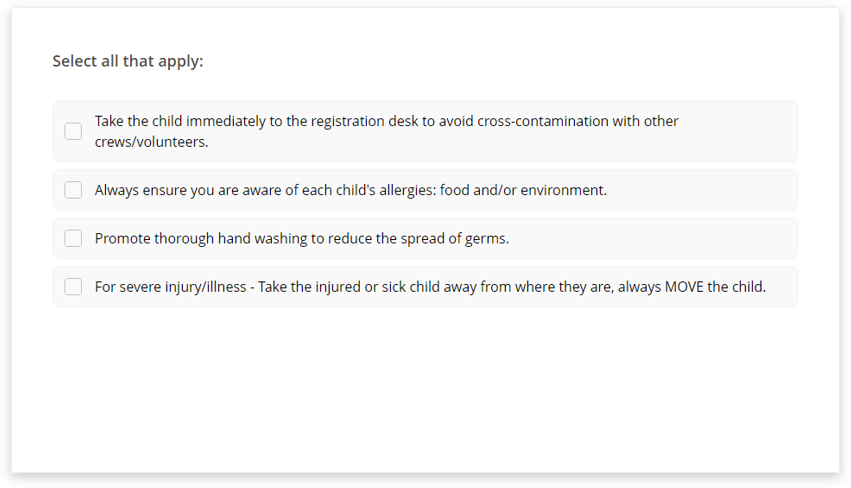 Select all that apply:
Take the child immediately to the registration desk to avoid cross-contamination with other
crews/volunteers.
Always ensure you are aware of each child's allergies: food and/or environment.
Promote thorough hand washing to reduce the spread of germs.
For severe injury/illness - Take the injured or sick child away from where they are, always MOVE the child.